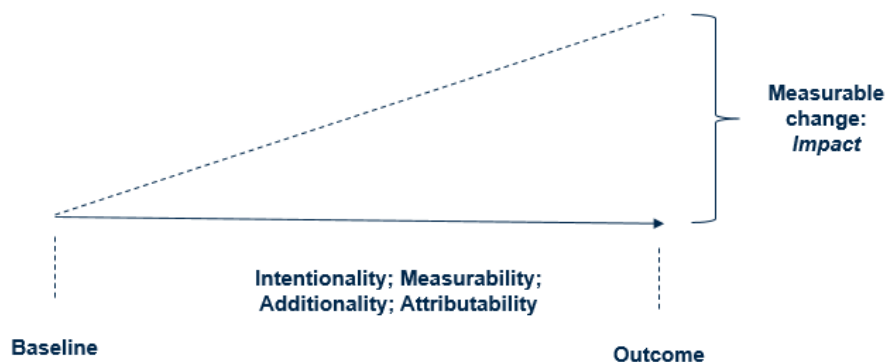 Measurable
change:
Impact
Intentionality; Measurability;
Additionality; Attributability
Baseline
Outcome